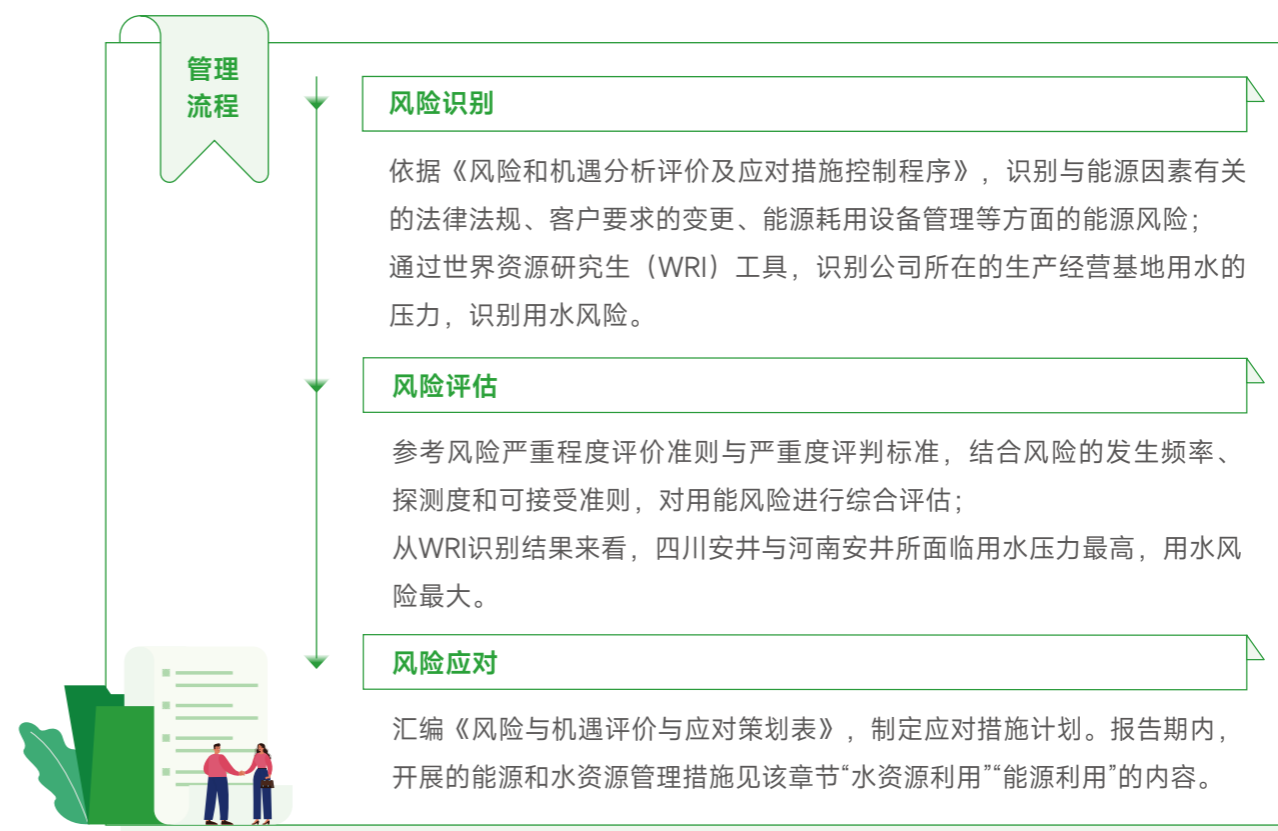 管理
流程
风险识别
依据《风险和机遇分析评价及应对措施控制程序》，识别与能源因素有关
的法律法规、客户要求的变更、能源耗用设备管理等方面的能源风险；
通过世界资源研究生（WRI）工具，识别公司所在的生产经营基地用水的
压力，识别用水风险。
风险评估
参考风险严重程度评价准则与严重度评判标准，结合风险的发生频率、
探测度和可接受准则，对用能风险进行综合评估；
从WRI识别结果来看，四川安井与河南安井所面临用水压力最高，用水风
险最大。
风险应对
汇编《风险与机遇评价与应对策划表》，制定应对措施计划。报告期内，
开展的能源和水资源管理措施见该章节“水资源利用”“能源利用”的内容。